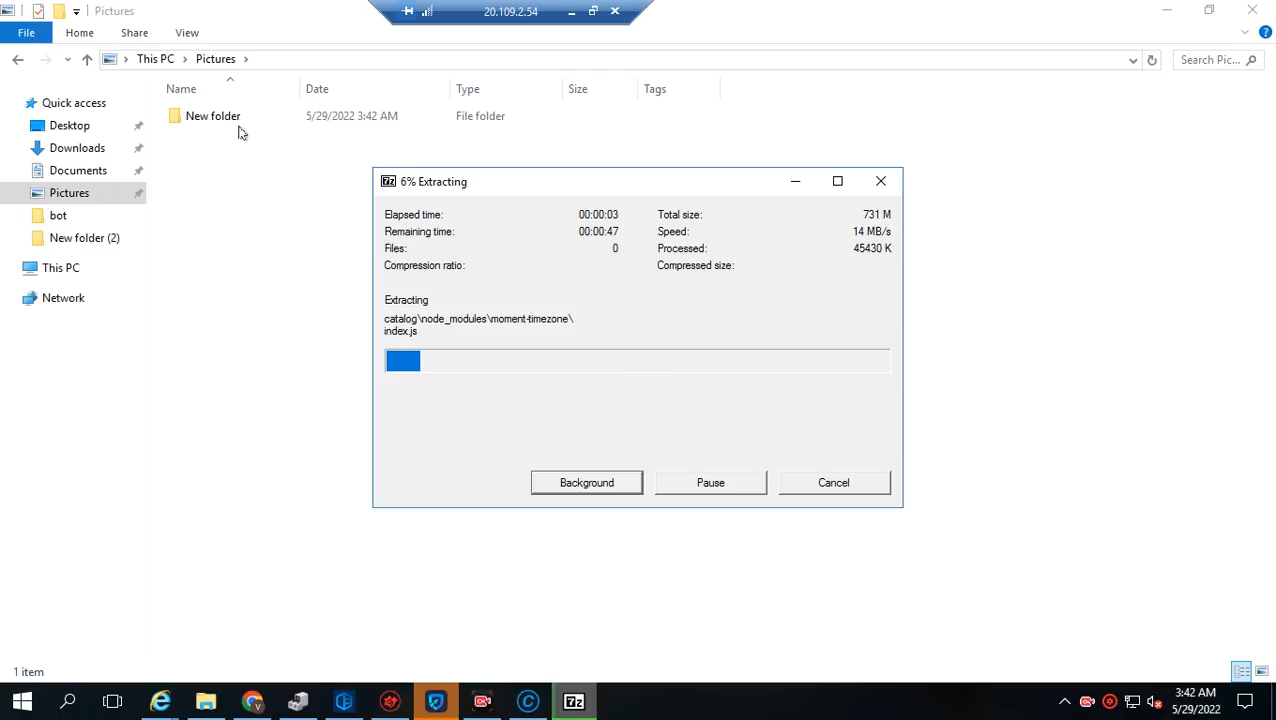 Pictures
20.109.2.54
File Home Share View
This PC Pictures
Search Pic...
Name Date Type Size Tags
New folder 5/29/2022 3:42 AM File folder
Quick access
Desktop
Downloads
Documents
Pictures
bot
New folder (2)
This PC
Network
7z 6% Extracting
Elapsed time: 00:00:03 Total size: 731 M
Remaining time: 00:00:47 Speed: 14 MB/s
Files: 0 Processed: 45430 K
Compression ratio: Compressed size:
Extracting
catalog\node_modules\moment-timezone\
index.js
Background Pause Cancel
1 item
7z
3:42 AM
5/29/2022